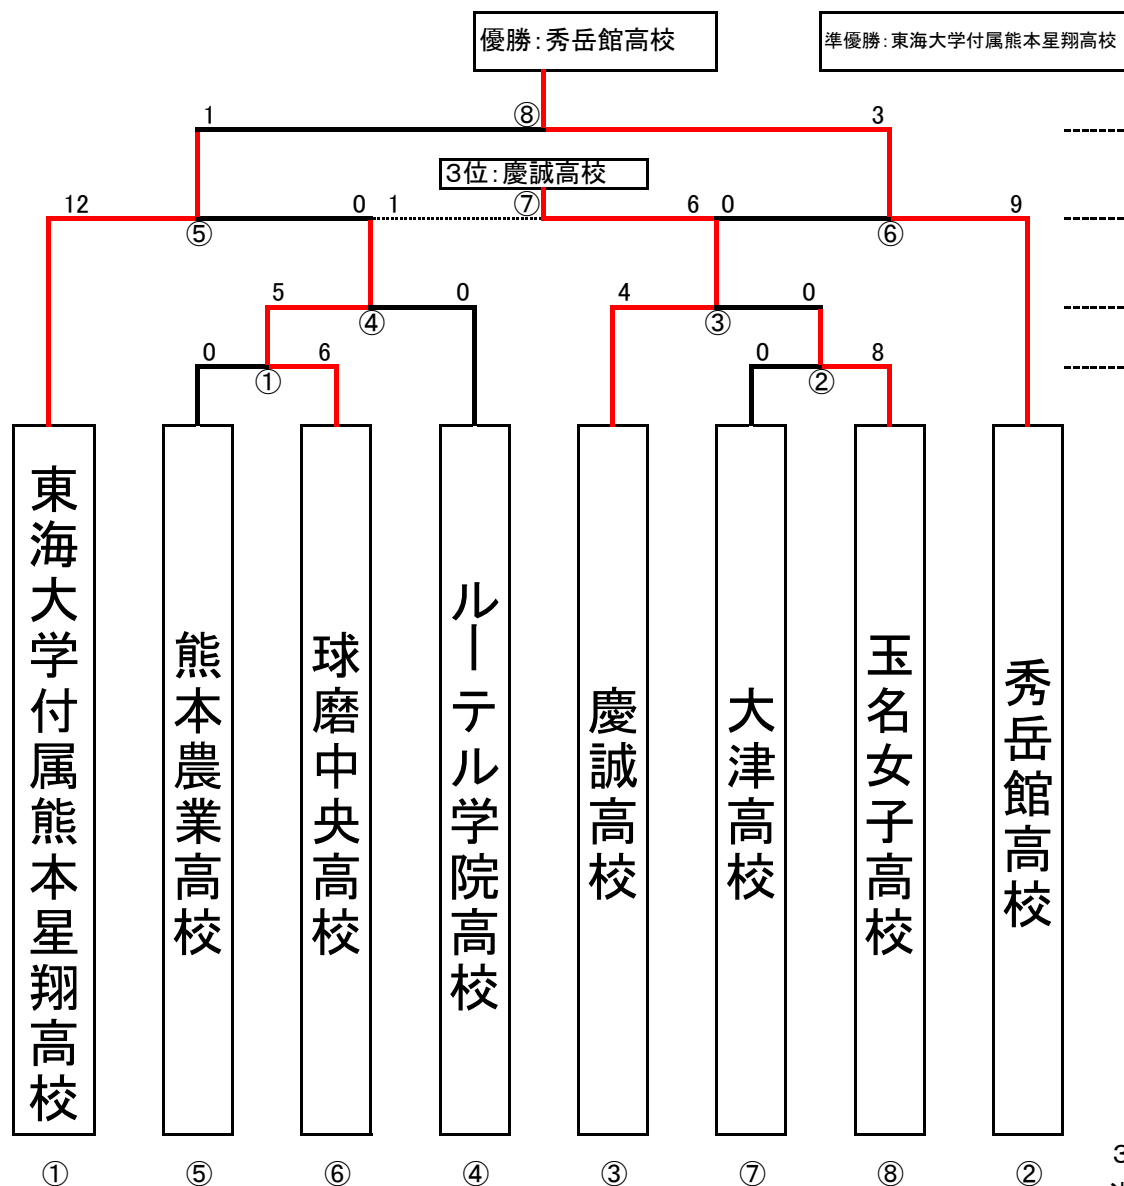 優勝：秀岳館高校
準優勝：東海大学付属熊本星翔高校
1 ⑧ 3
3位：慶誠高校
12 0 1 ⑦ 6 0 9
⑤ ⑥
5 0 4 0
④ ③
0 6 0 8
① ②
東海大学付属熊本星翔高校
熊本農業高校
球磨中央高校
ルーテル学院高校
慶誠高校
大津高校
玉名女子高校
秀岳館高校
① ⑤ ⑥ ④ ③ ⑦ ⑧ ②
3